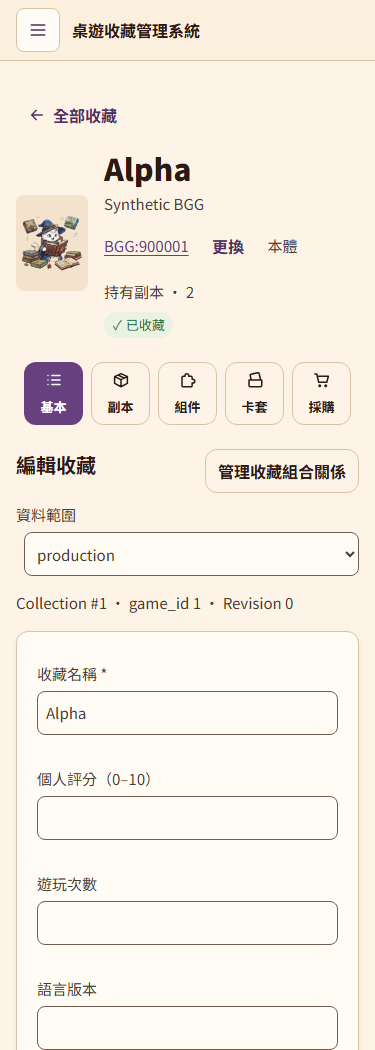 桌遊收藏管理系統
← 全部收藏
Alpha
Synthetic BGG
BGG:900001 更換 本體
持有副本 · 2
✓ 已收藏
基本 副本 組件 卡套 採購
編輯收藏 管理收藏組合關係
資料範圍
production
Collection #1 · game_id 1 · Revision 0
收藏名稱 *
Alpha
個人評分（0–10）
遊玩次數
語言版本